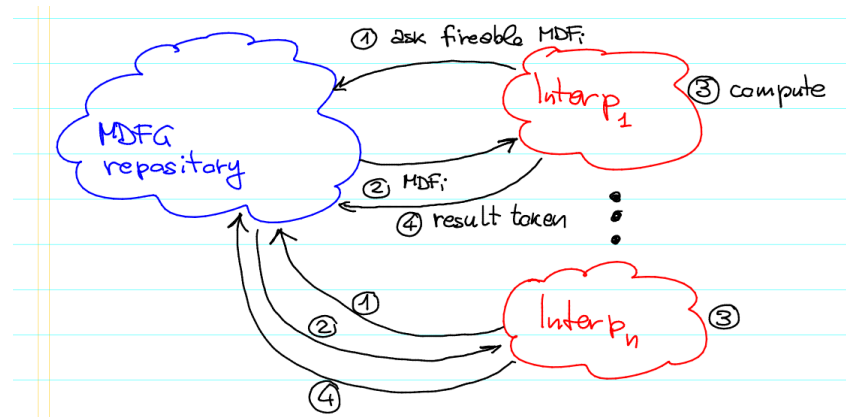 ① ask fireable MDFi
Interp1
③ compute
MDFG
repository
② MDFi
④ result token
①
Interpn
③
②
④